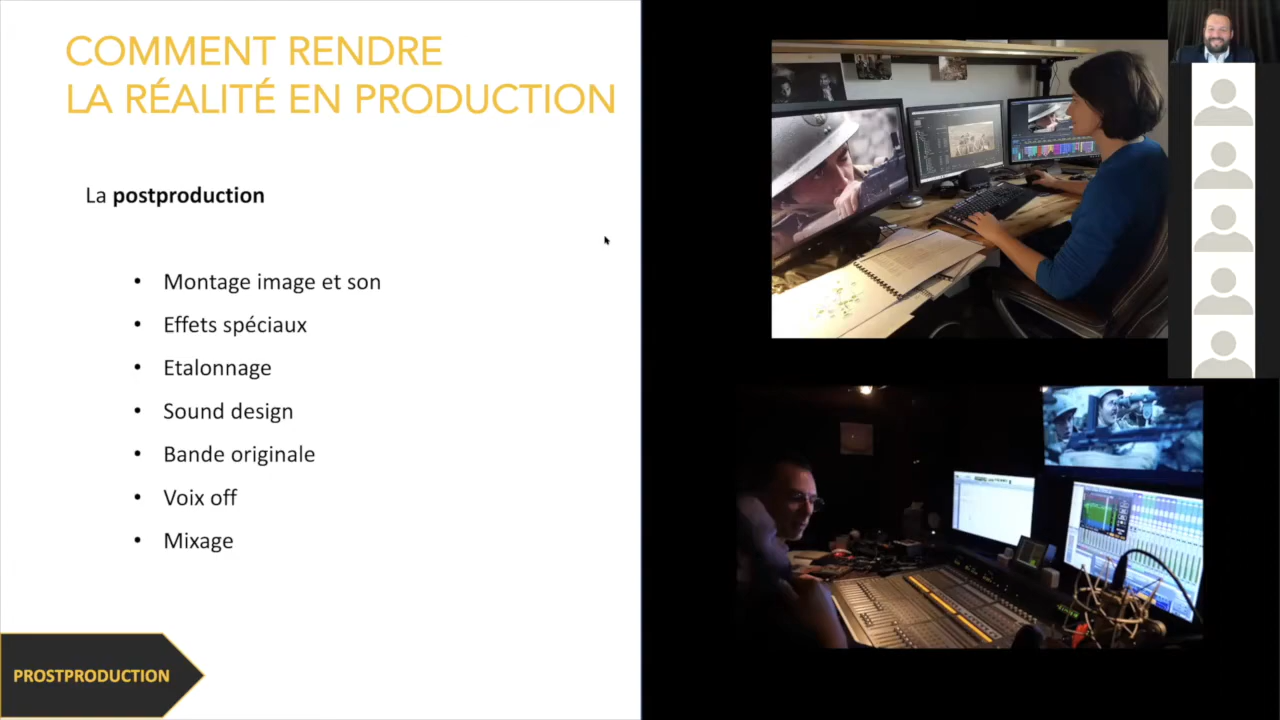 COMMENT RENDRE
LA RÉALITÉ EN PRODUCTION
La postproduction
• Montage image et son
• Effets spéciaux
• Etalonnage
• Sound design
• Bande originale
• Voix off
• Mixage
PROSTPRODUCTION